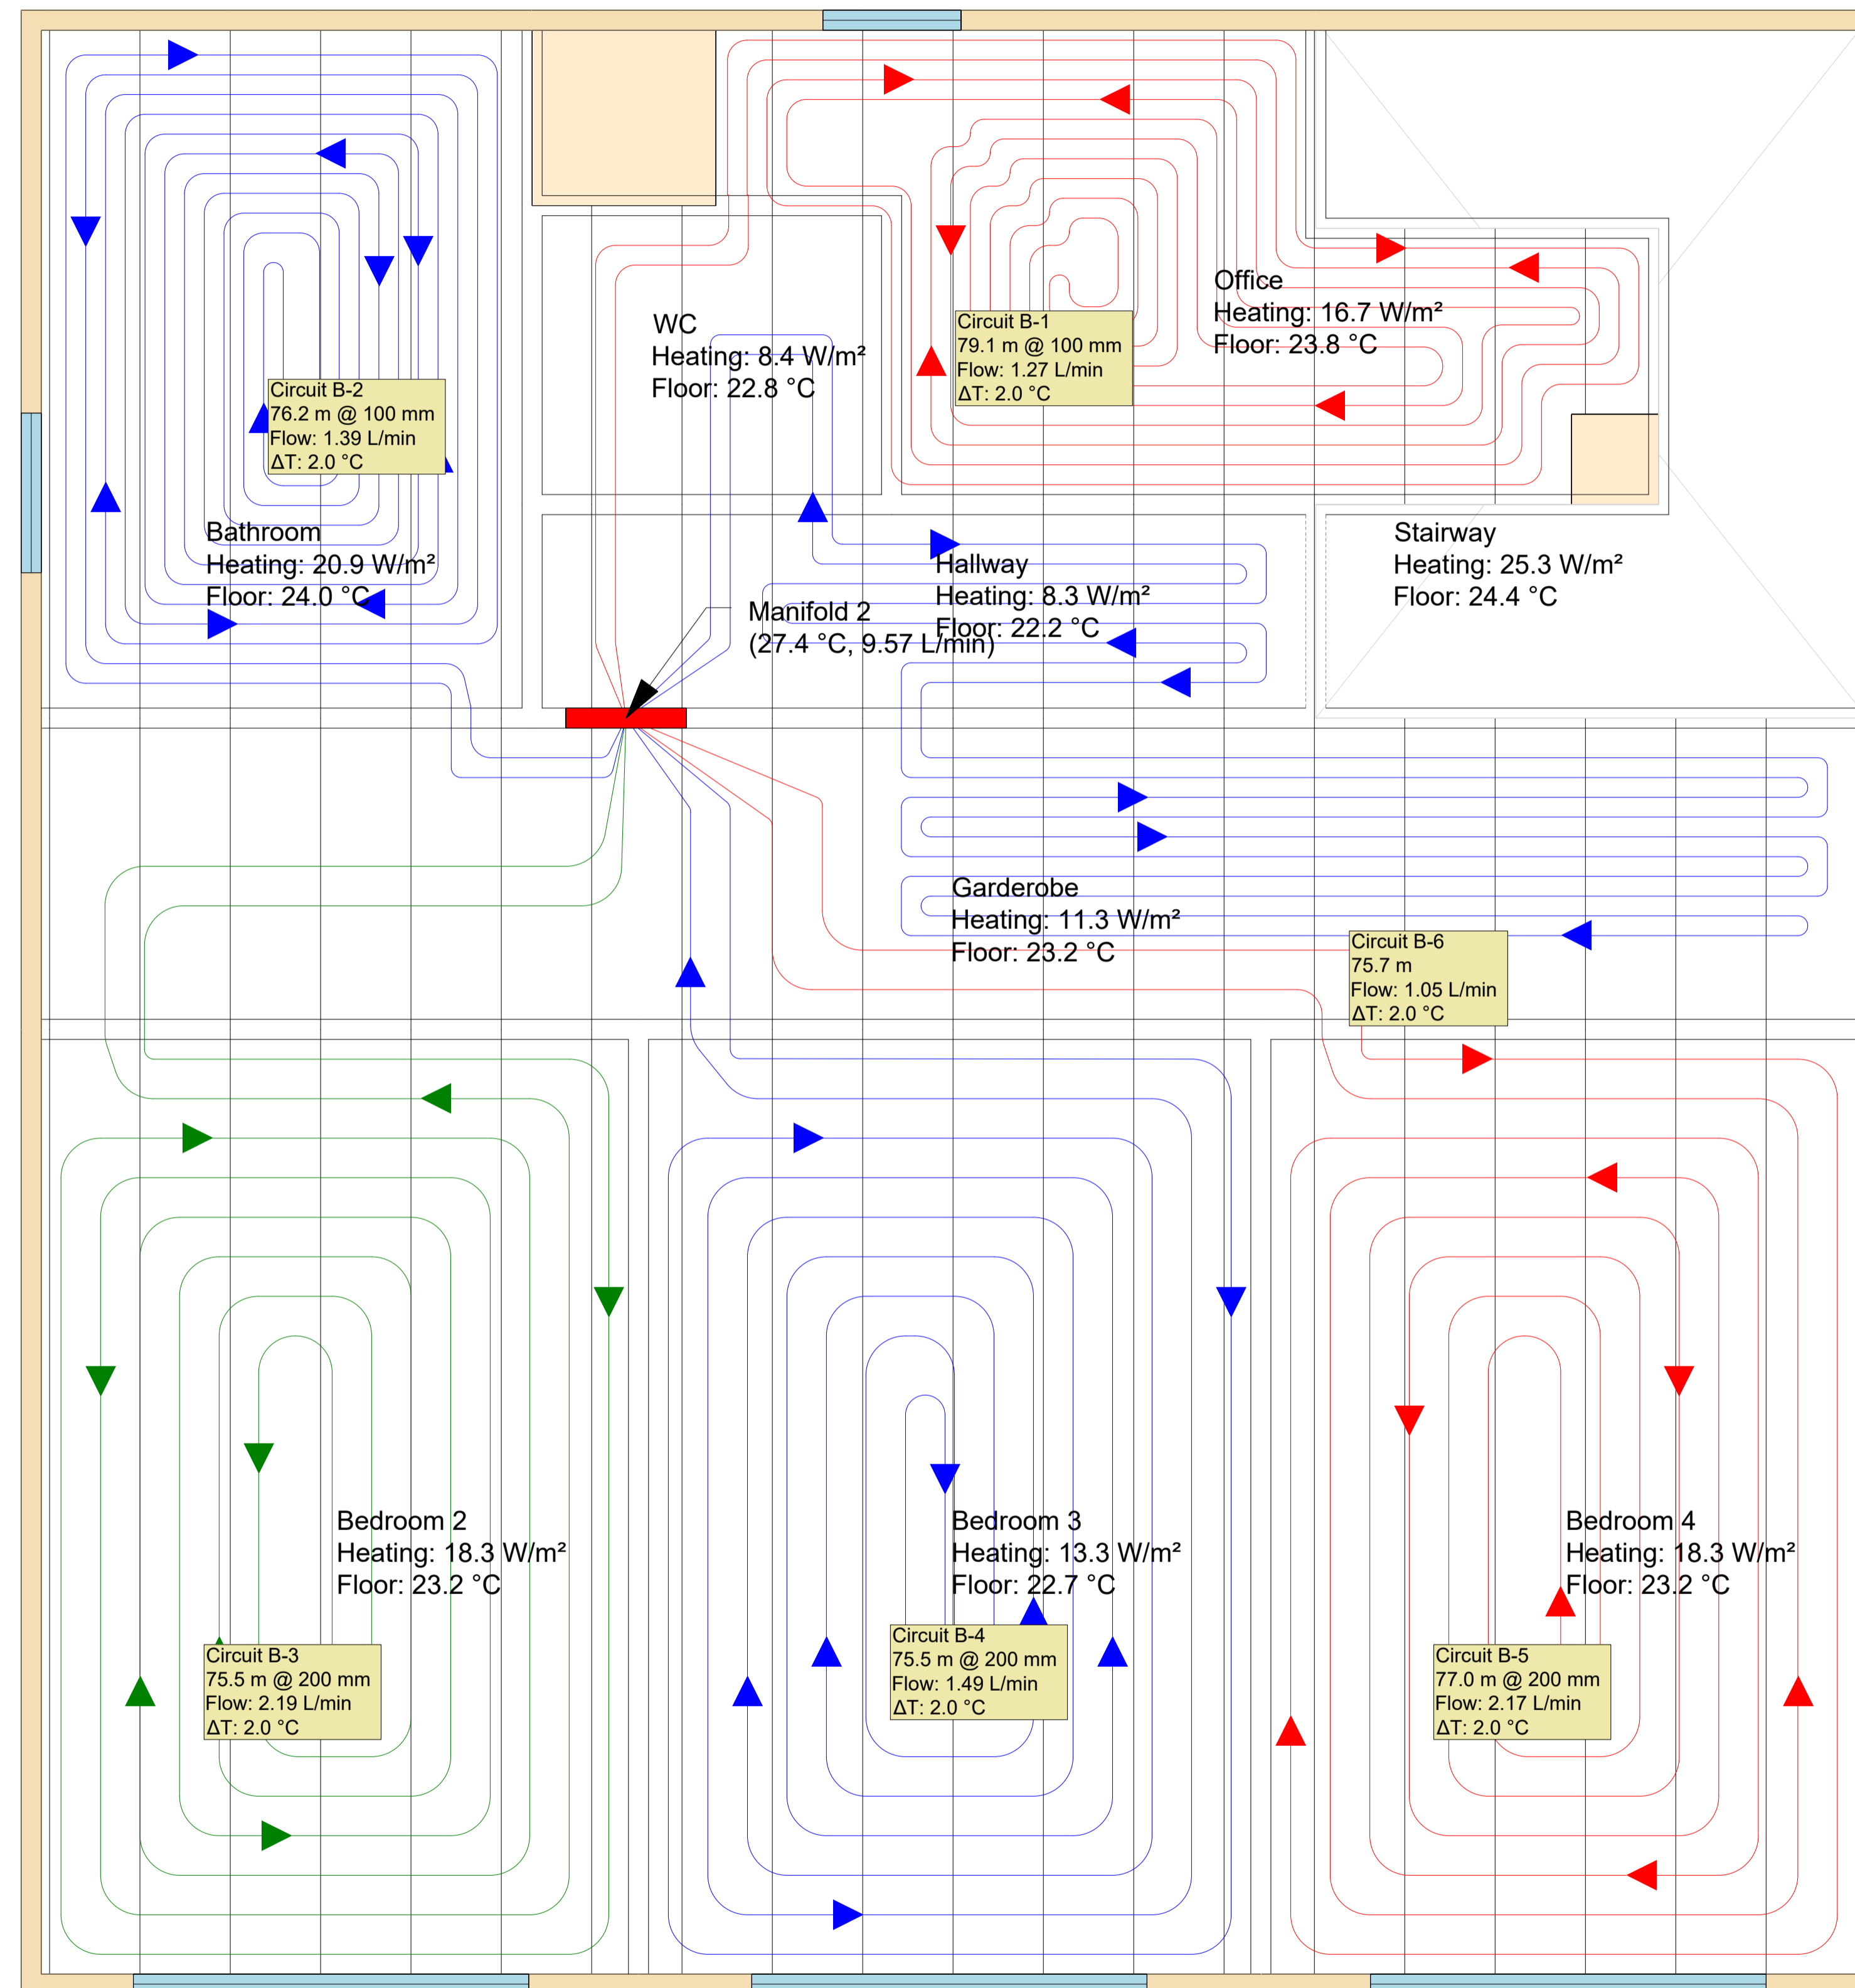 Office
Heating: 16.7 W/m²
Floor: 23.8 °C
WC
Heating: 8.4 W/m²
Floor: 22.8 °C
Circuit B-1
79.1 m @ 100 mm
Flow: 1.27 L/min
ΔT: 2.0 °C
Circuit B-2
76.2 m @ 100 mm
Flow: 1.39 L/min
ΔT: 2.0 °C
Bathroom
Heating: 20.9 W/m²
Floor: 24.0 °C
Hallway
Heating: 8.3 W/m²
Floor: 22.2 °C
Stairway
Heating: 25.3 W/m²
Floor: 24.4 °C
Manifold 2
(27.4 °C, 9.57 L/min)
Garderobe
Heating: 11.3 W/m²
Floor: 23.2 °C
Circuit B-6
75.7 m
Flow: 1.05 L/min
ΔT: 2.0 °C
Bedroom 2
Heating: 18.3 W/m²
Floor: 23.2 °C
Bedroom 3
Heating: 13.3 W/m²
Floor: 22.7 °C
Bedroom 4
Heating: 18.3 W/m²
Floor: 23.2 °C
Circuit B-3
75.5 m @ 200 mm
Flow: 2.19 L/min
ΔT: 2.0 °C
Circuit B-4
75.5 m @ 200 mm
Flow: 1.49 L/min
ΔT: 2.0 °C
Circuit B-5
77.0 m @ 200 mm
Flow: 2.17 L/min
ΔT: 2.0 °C